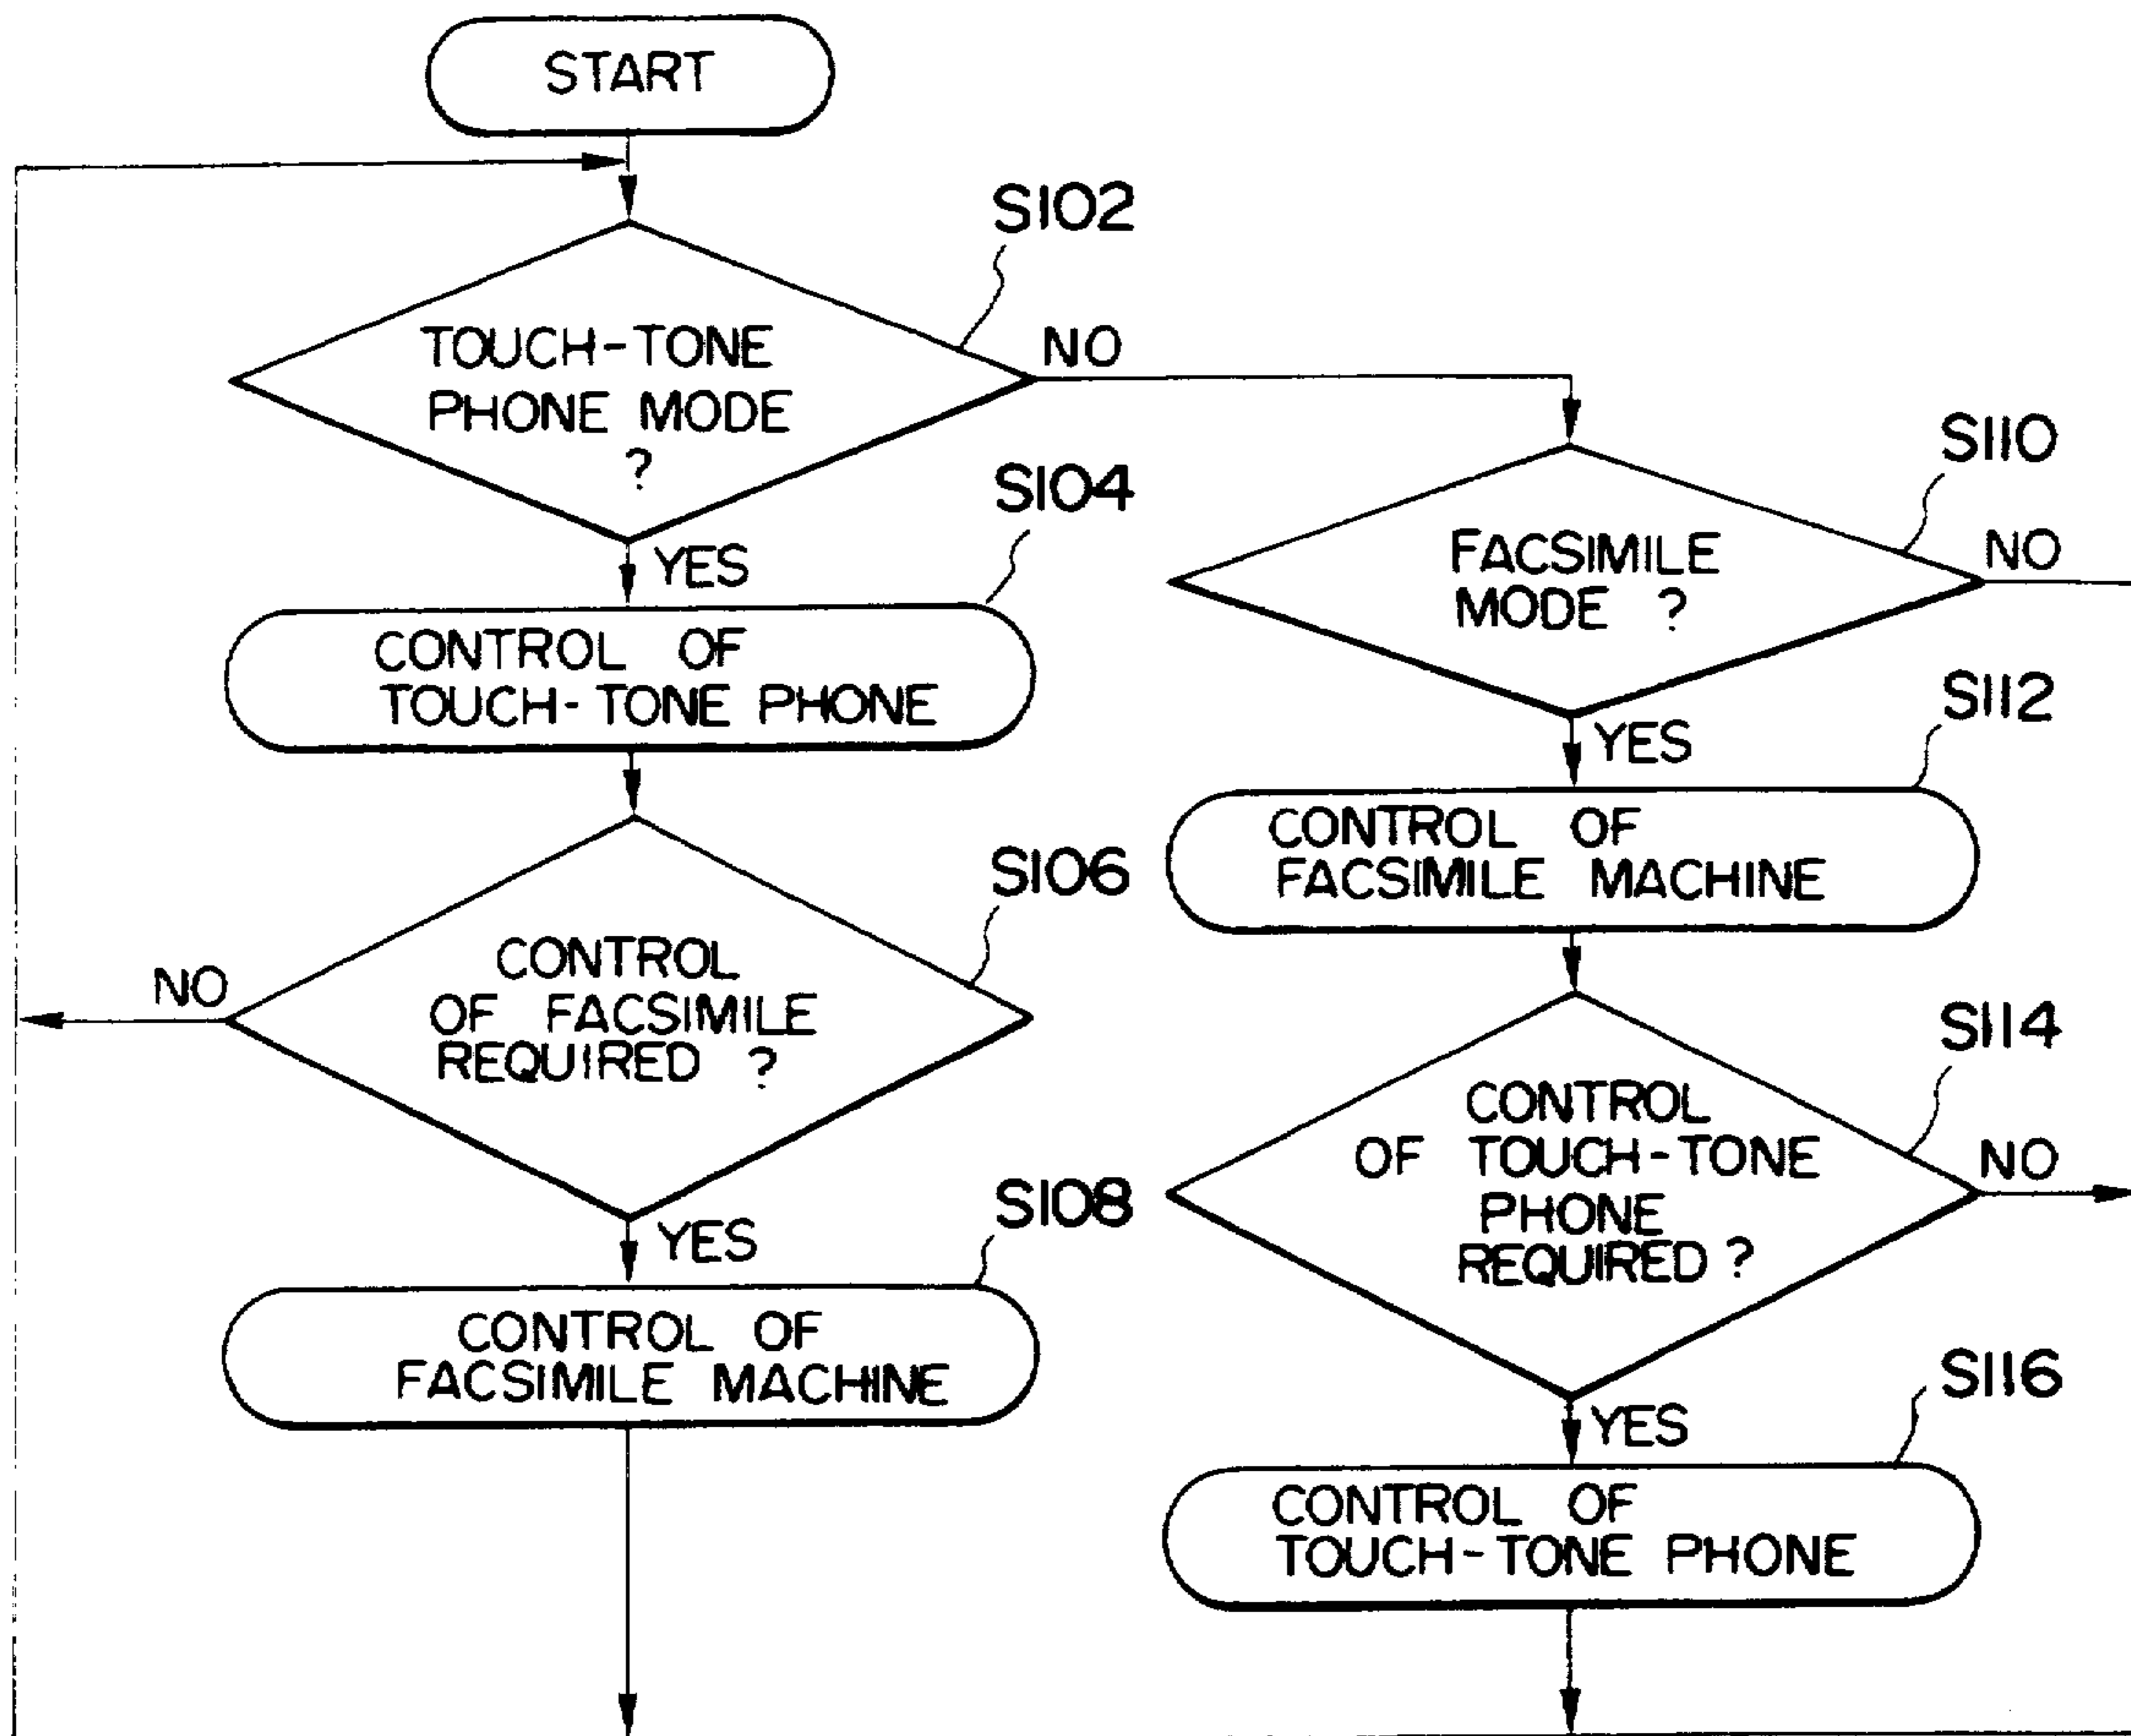 START
S102
TOUCH-TONE
PHONE MODE
?
NO
YES
S104
CONTROL OF
TOUCH-TONE PHONE
S106
CONTROL
OF FACSIMILE
REQUIRED ?
NO
YES
S108
CONTROL OF
FACSIMILE MACHINE
S110
FACSIMILE
MODE ?
NO
YES
S112
CONTROL OF
FACSIMILE MACHINE
S114
CONTROL
OF TOUCH-TONE
PHONE
REQUIRED ?
NO
YES
S116
CONTROL OF
TOUCH-TONE PHONE